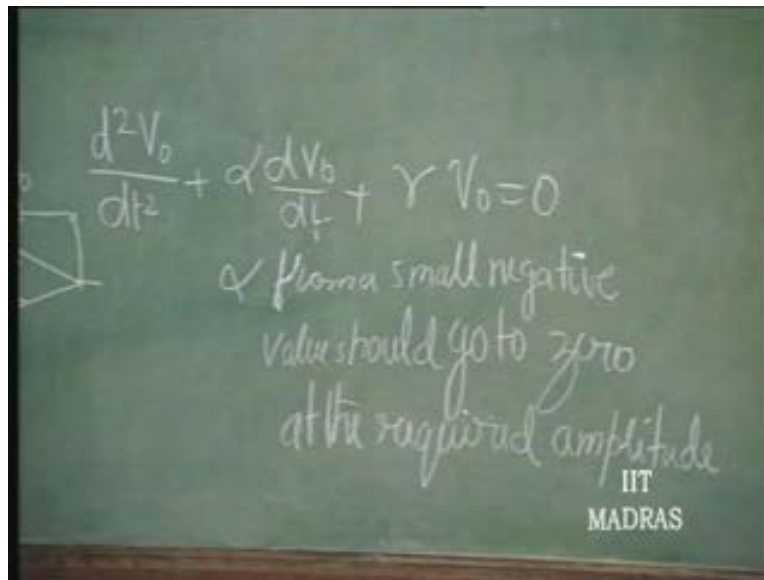 d²V₀/dt² + α dV₀/dt + γ V₀ = 0
α from a small negative
value should go to zero
at the required amplitude
IIT
MADRAS